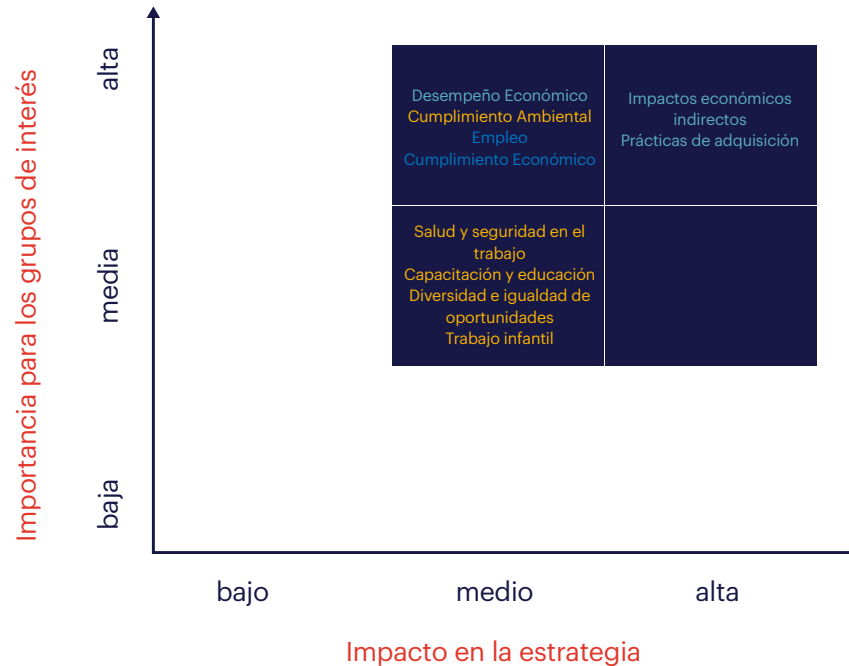 Importancia para los grupos de interés
alta
media
baja
Desempeño Económico
Cumplimiento Ambiental
Empleo
Cumplimiento Económico
Impactos económicos
indirectos
Prácticas de adquisición
Salud y seguridad en el
trabajo
Capacitación y educación
Diversidad e igualdad de
oportunidades
Trabajo infantil
bajo
medio
alta
Impacto en la estrategia